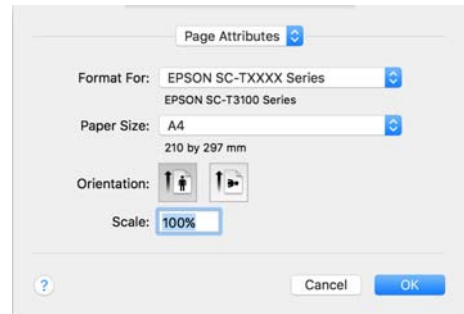 Page Attributes
Format For: EPSON SC-TXXXX Series
EPSON SC-T3100 Series
Paper Size: A4
210 by 297 mm
Orientation:
Scale: 100%
? Cancel OK